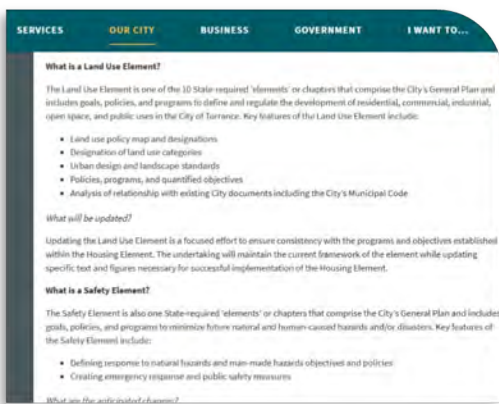 SERVICES OUR CITY BUSINESS GOVERNMENT I WANT TO...
What is a Land Use Element?
The Land Use Element is one of the 10 State-required 'elements' or chapters that comprise the City's General Plan and
includes goals, policies, and programs to define and regulate the development of residential, commercial, industrial,
open space, and public uses in the City of Torrance. Key features of the Land Use Element include:
• Land use policy map and designations
• Designation of land use categories
• Urban design and landscape standards
• Policies, programs, and quantified objectives
• Analysis of relationship with existing City documents including the City's Municipal Code
What will be updated?
Updating the Land Use Element is a focused effort to ensure consistency with the programs and objectives established
within the Housing Element. The undertaking will maintain the current framework of the element while updating
specific text and figures necessary for successful implementation of the Housing Element.
What is a Safety Element?
The Safety Element is also one State-required 'elements' or chapters that comprise the City's General Plan and includes
goals, policies, and programs to minimize future natural and human-caused hazards and/or disasters. Key features of
the Safety Element include:
• Defining response to natural hazards and man-made hazards objectives and policies
• Creating emergency response and public safety measures
What are the anticipated changes?